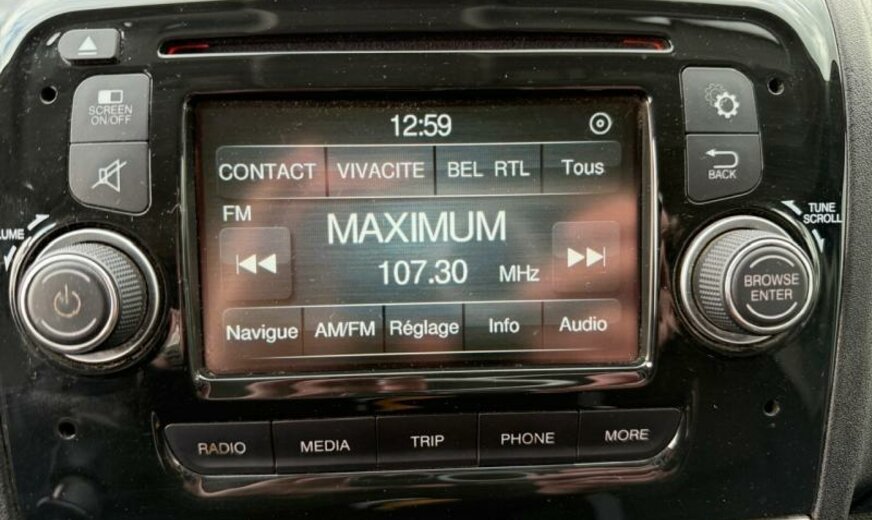 SCREEN
ON/OFF
12:59
CONTACT VIVACITE BEL RTL Tous
BACK
FM
MAXIMUM
107.30 MHz
Navigue AM/FM Réglage Info Audio
TUNE
SCROLL
BROWSE
ENTER
RADIO MEDIA TRIP PHONE MORE